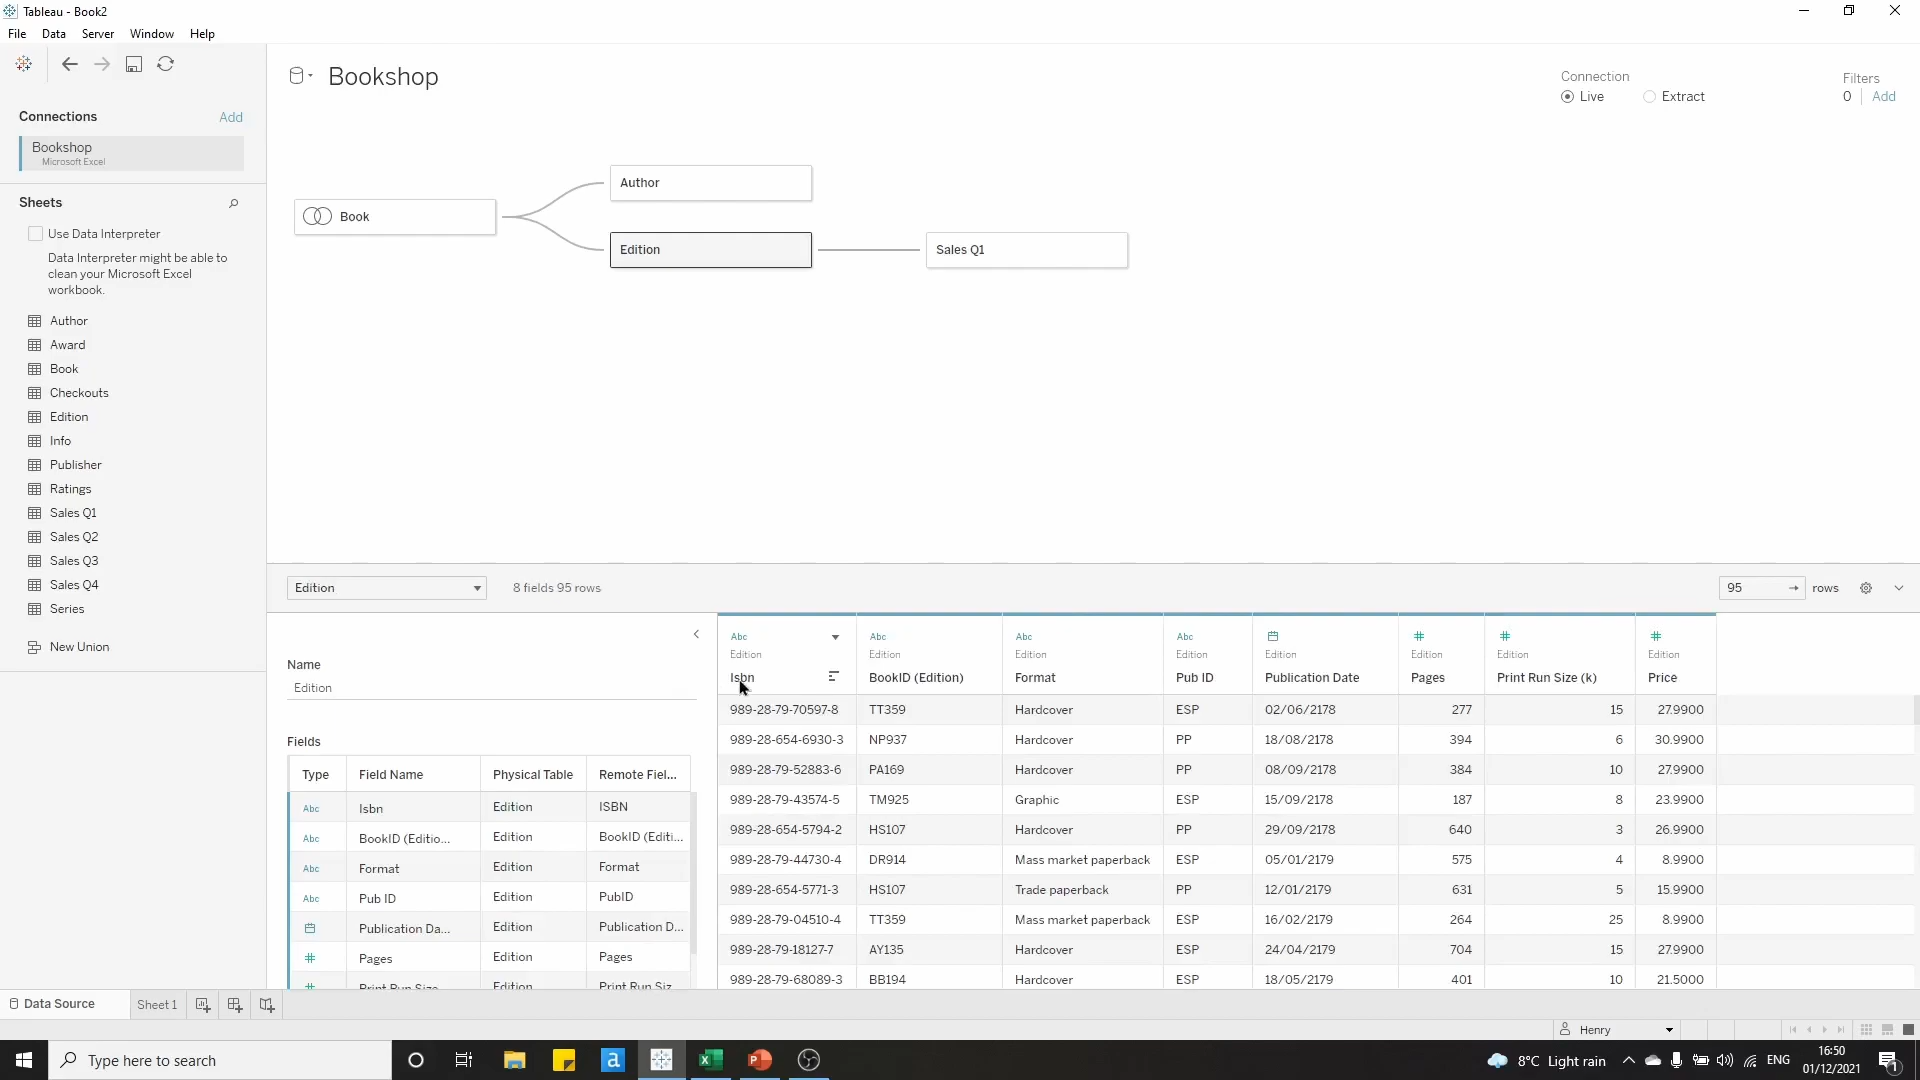 Tableau - Book2
File Data Server Window Help
Connections Add
Bookshop
Microsoft Excel
Sheets
Use Data Interpreter
Data Interpreter might be able to
clean your Microsoft Excel
workbook.
Author
Award
Book
Checkouts
Edition
Info
Publisher
Ratings
Sales Q1
Sales Q2
Sales Q3
Sales Q4
Series
New Union
Bookshop
Connection
Live Extract
Filters
0 Add
Book
Author
Edition
Sales Q1
Edition 8 fields 95 rows 95 rows
Name
Edition
Fields
Type Field Name Physical Table Remote Fiel...
Abc Isbn Edition ISBN
Abc BookID (Editio... Edition BookID (Editi...
Abc Format Edition Format
Abc Pub ID Edition PubID
Publication Da... Edition Publication D...
# Pages Edition Pages
# Print Run Size Edition Print Run Siz
Abc Abc Abc Abc # # #
Edition Edition Edition Edition Edition Edition Edition Edition
Isbn BookID (Edition) Format Pub ID Publication Date Pages Print Run Size (k) Price
989-28-79-70597-8 TT359 Hardcover ESP 02/06/2178 277 15 27.9900
989-28-654-6930-3 NP937 Hardcover PP 18/08/2178 394 6 30.9900
989-28-79-52883-6 PA169 Hardcover PP 08/09/2178 384 10 27.9900
989-28-79-43574-5 TM925 Graphic ESP 15/09/2178 187 8 23.9900
989-28-654-5794-2 HS107 Hardcover PP 29/09/2178 640 3 26.9900
989-28-79-44730-4 DR914 Mass market paperback ESP 05/01/2179 575 4 8.9900
989-28-654-5771-3 HS107 Trade paperback PP 12/01/2179 631 5 15.9900
989-28-79-04510-4 TT359 Mass market paperback ESP 16/02/2179 264 25 8.9900
989-28-79-18127-7 AY135 Hardcover ESP 24/04/2179 704 15 27.9900
989-28-79-68089-3 BB194 Hardcover ESP 18/05/2179 401 10 21.5000
Data Source Sheet 1
Henry
Type here to search
8°C Light rain ENG
16:50
01/12/2021
1